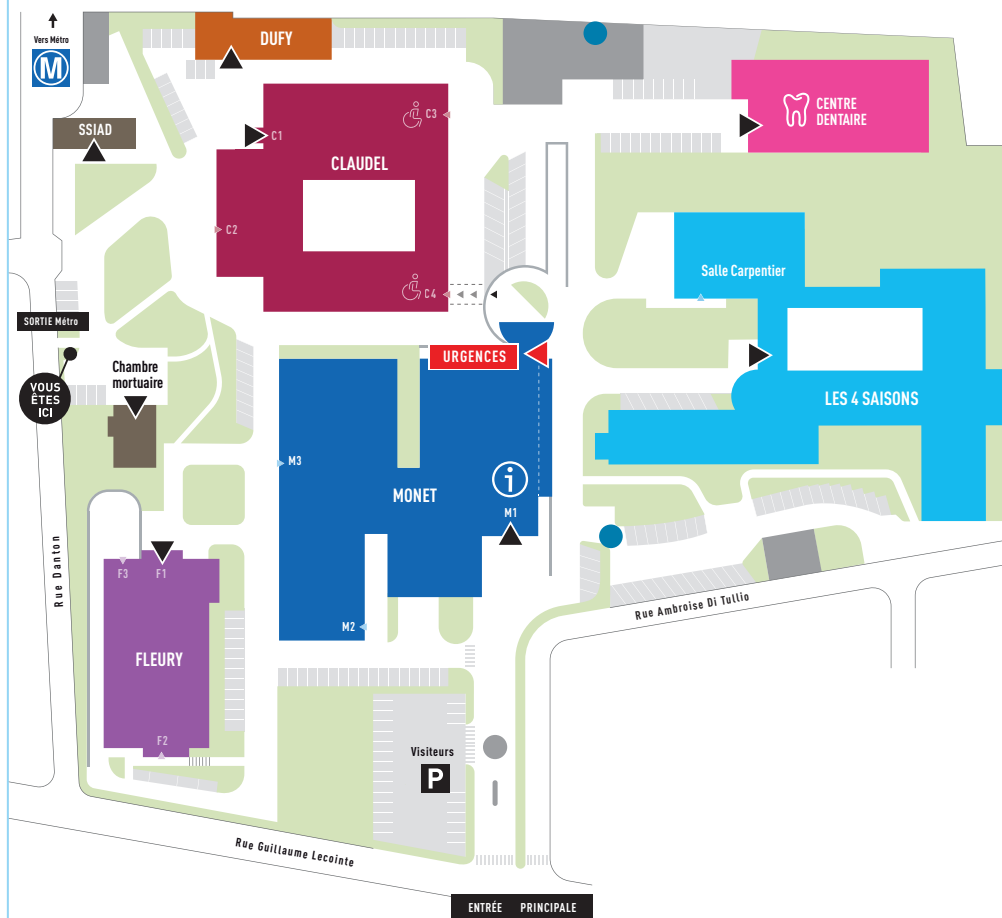 Vers Métro
M
DUFY
SSIAD
C1
C3
CLAUDEL
C2
C4
CENTRE
DENTAIRE
Salle Carpentier
SORTIE Métro
VOUS
ÊTES
ICI
Chambre
mortuaire
URGENCES
LES 4 SAISONS
M3
MONET
i
M1
Rue Danton
F3
F1
M2
Rue Ambroise Di Tullio
FLEURY
F2
Visiteurs
P
Rue Guillaume Lecointe
ENTRÉE PRINCIPALE